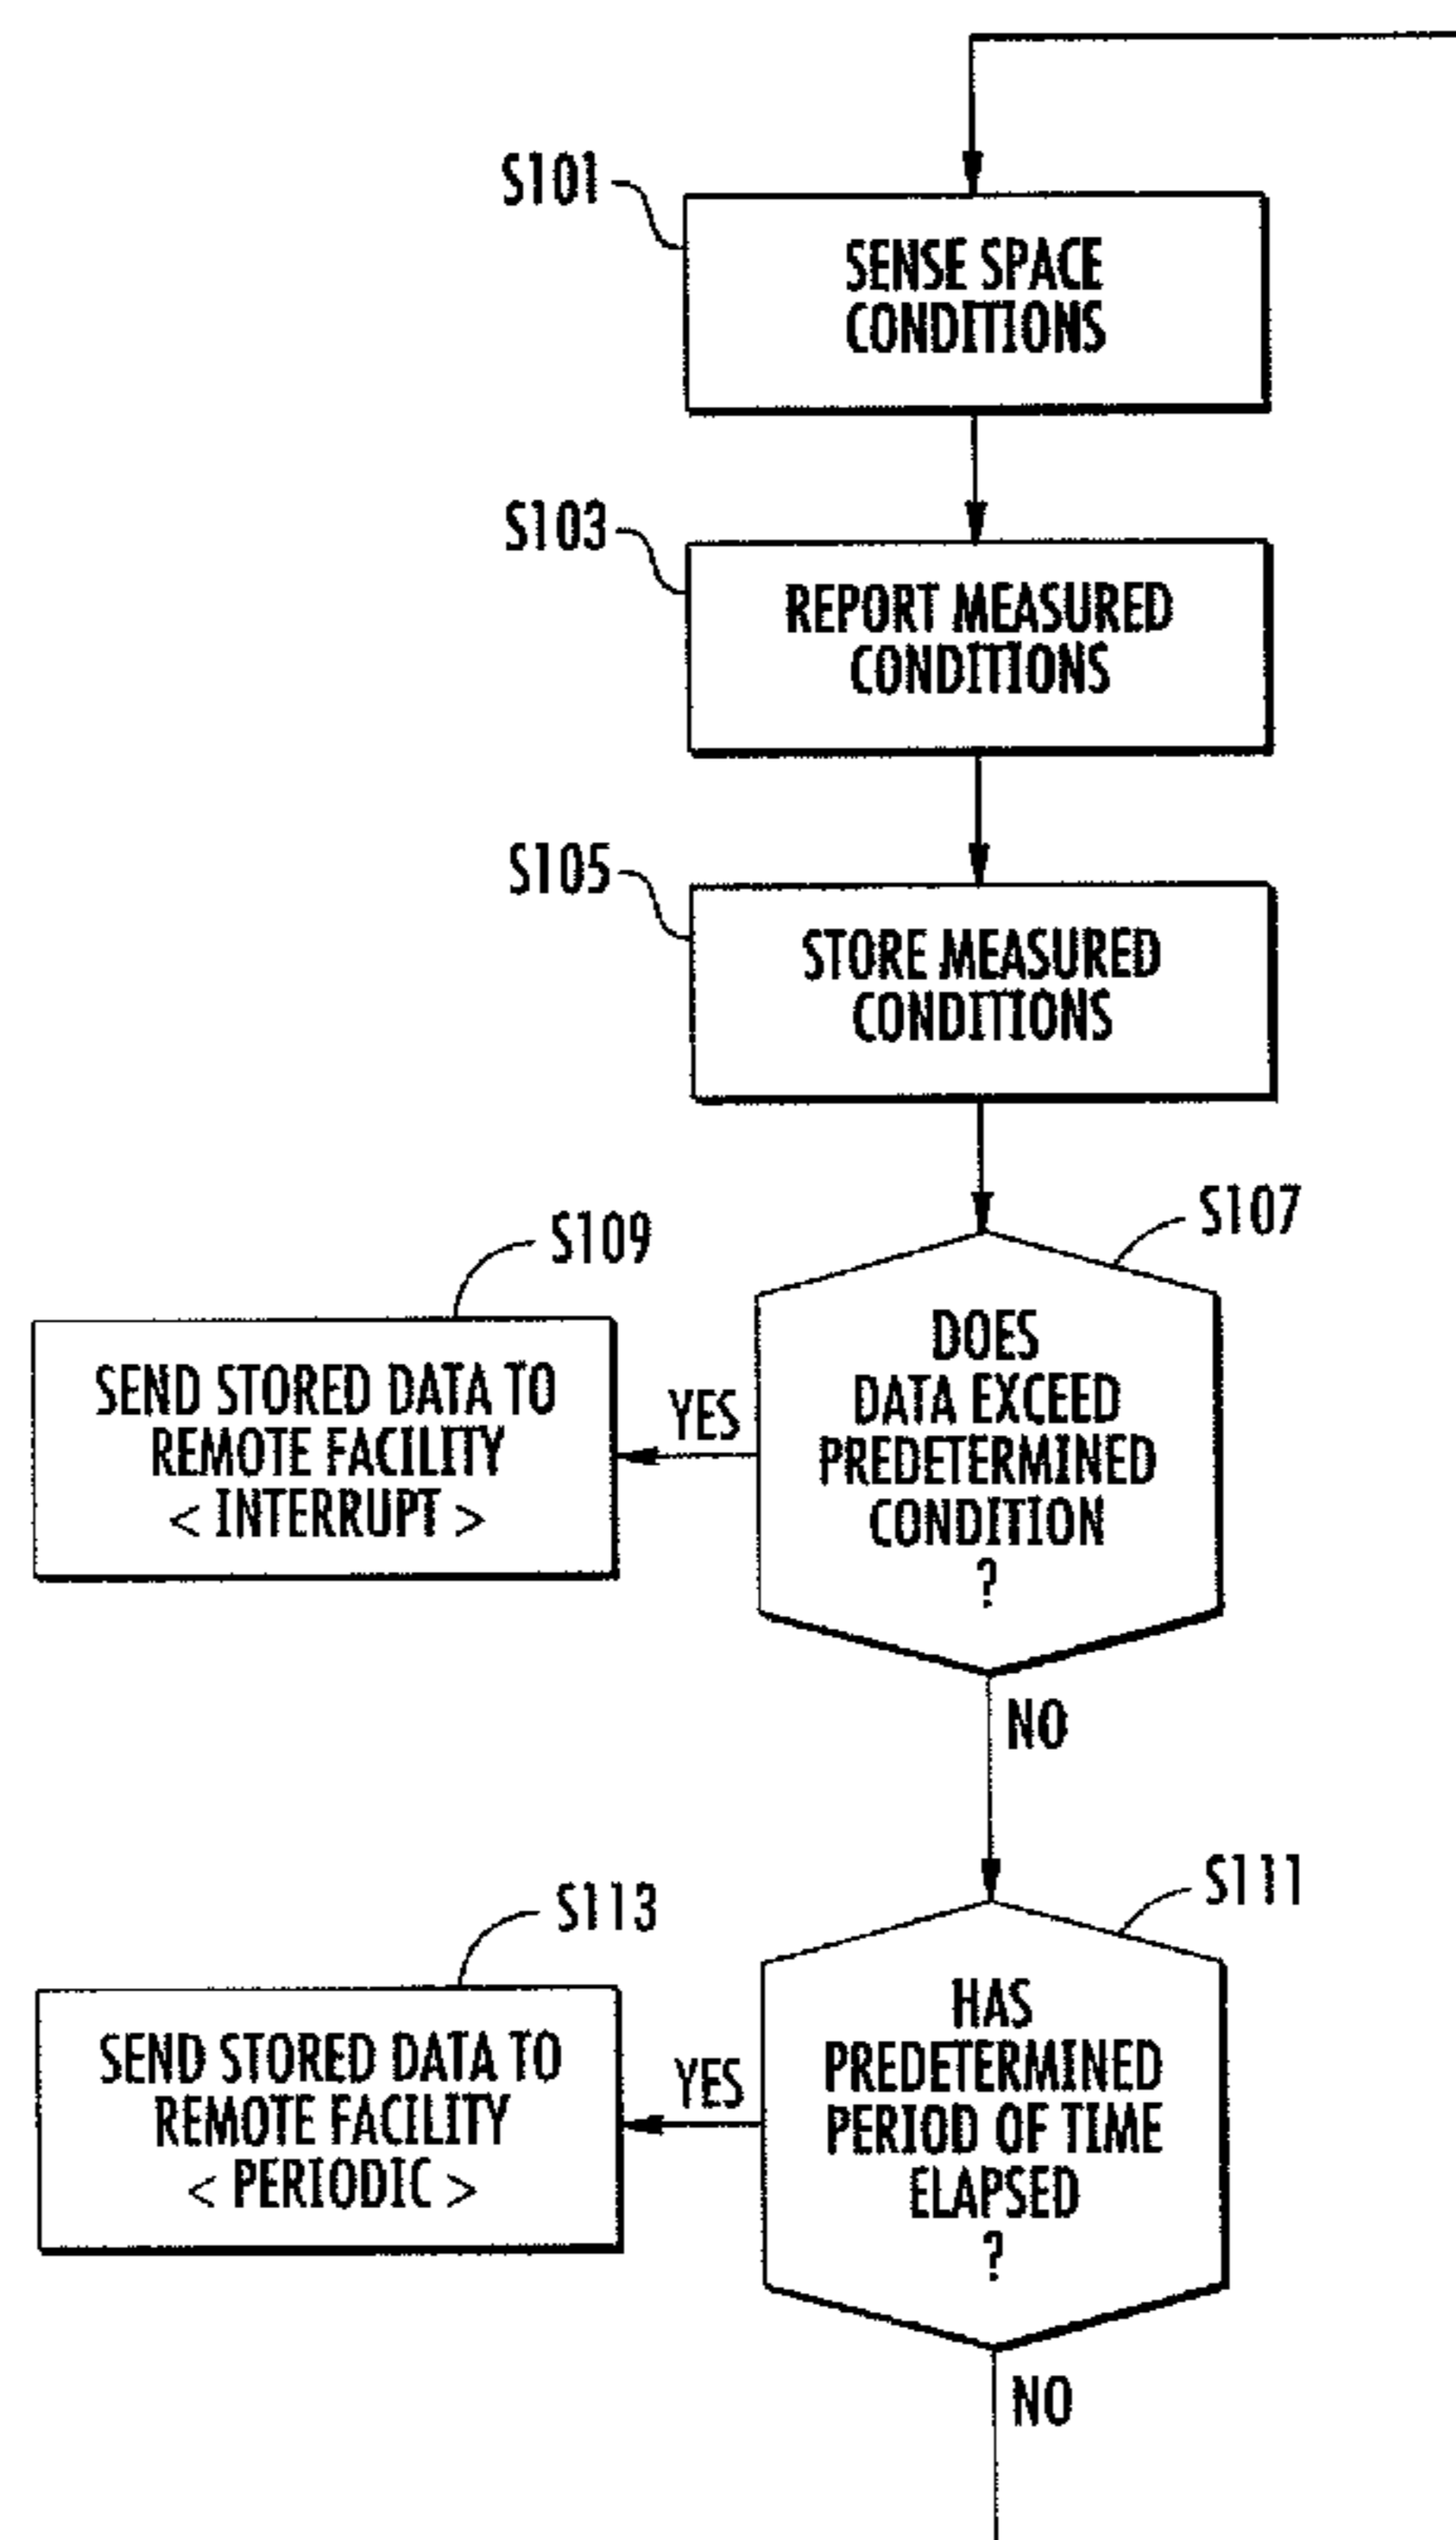 S101
SENSE SPACE
CONDITIONS
S103
REPORT MEASURED
CONDITIONS
S105
STORE MEASURED
CONDITIONS
S107
DOES
DATA EXCEED
PREDETERMINED
CONDITION
?
YES
S109
SEND STORED DATA TO
REMOTE FACILITY
< INTERRUPT >
NO
S111
HAS
PREDETERMINED
PERIOD OF TIME
ELAPSED
?
YES
S113
SEND STORED DATA TO
REMOTE FACILITY
< PERIODIC >
NO